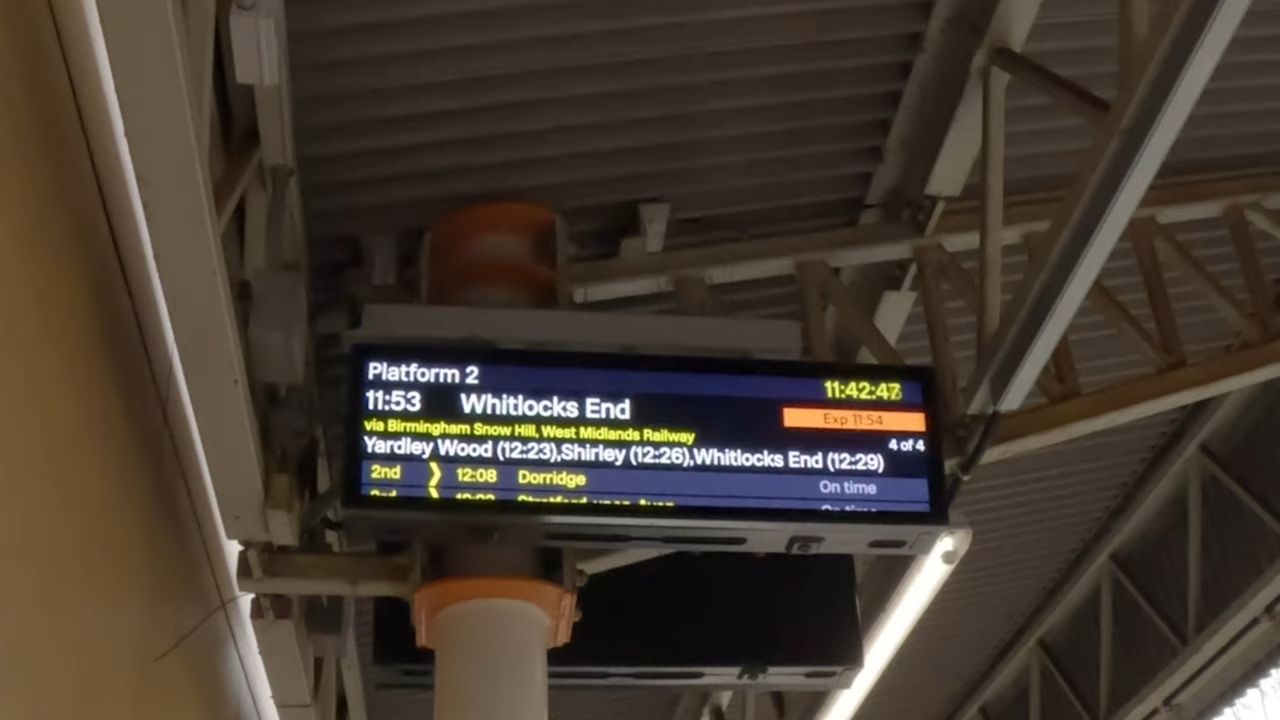 Platform 2
11:42:47
11:53 Whitlocks End
Exp 11:54
via Birmingham Snow Hill, West Midlands Railway
4 of 4
Yardley Wood (12:23),Shirley (12:26),Whitlocks End (12:29)
2nd 12:08 Dorridge On time